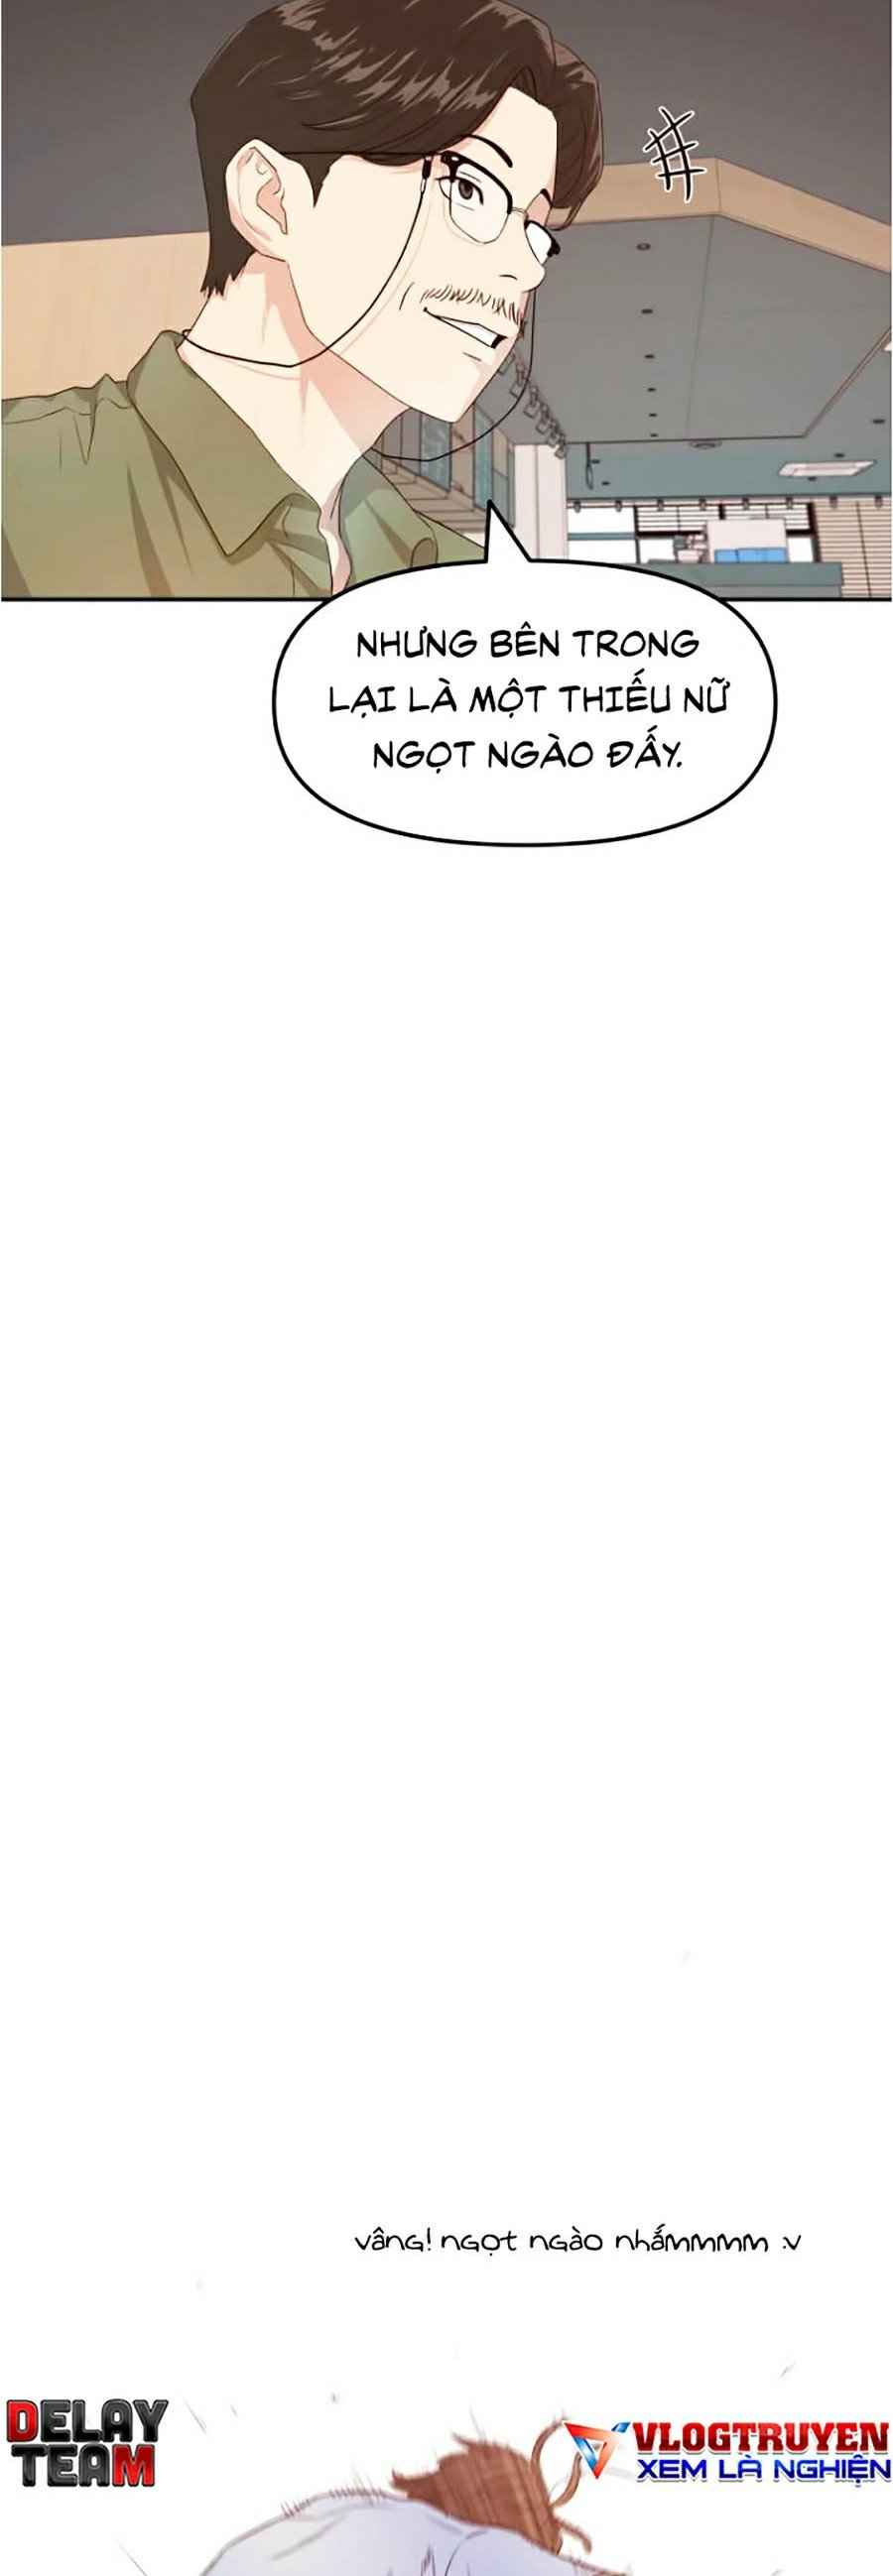 NHƯNG BÊN TRONG
LẠI LÀ MỘT THIẾU NỮ
NGỌT NGÀO ĐẤY.
vâng! ngọt ngào nhắmmmm :v
DELAY
TEAM
VLOGTRUYEN
XEM LÀ NGHIỆN